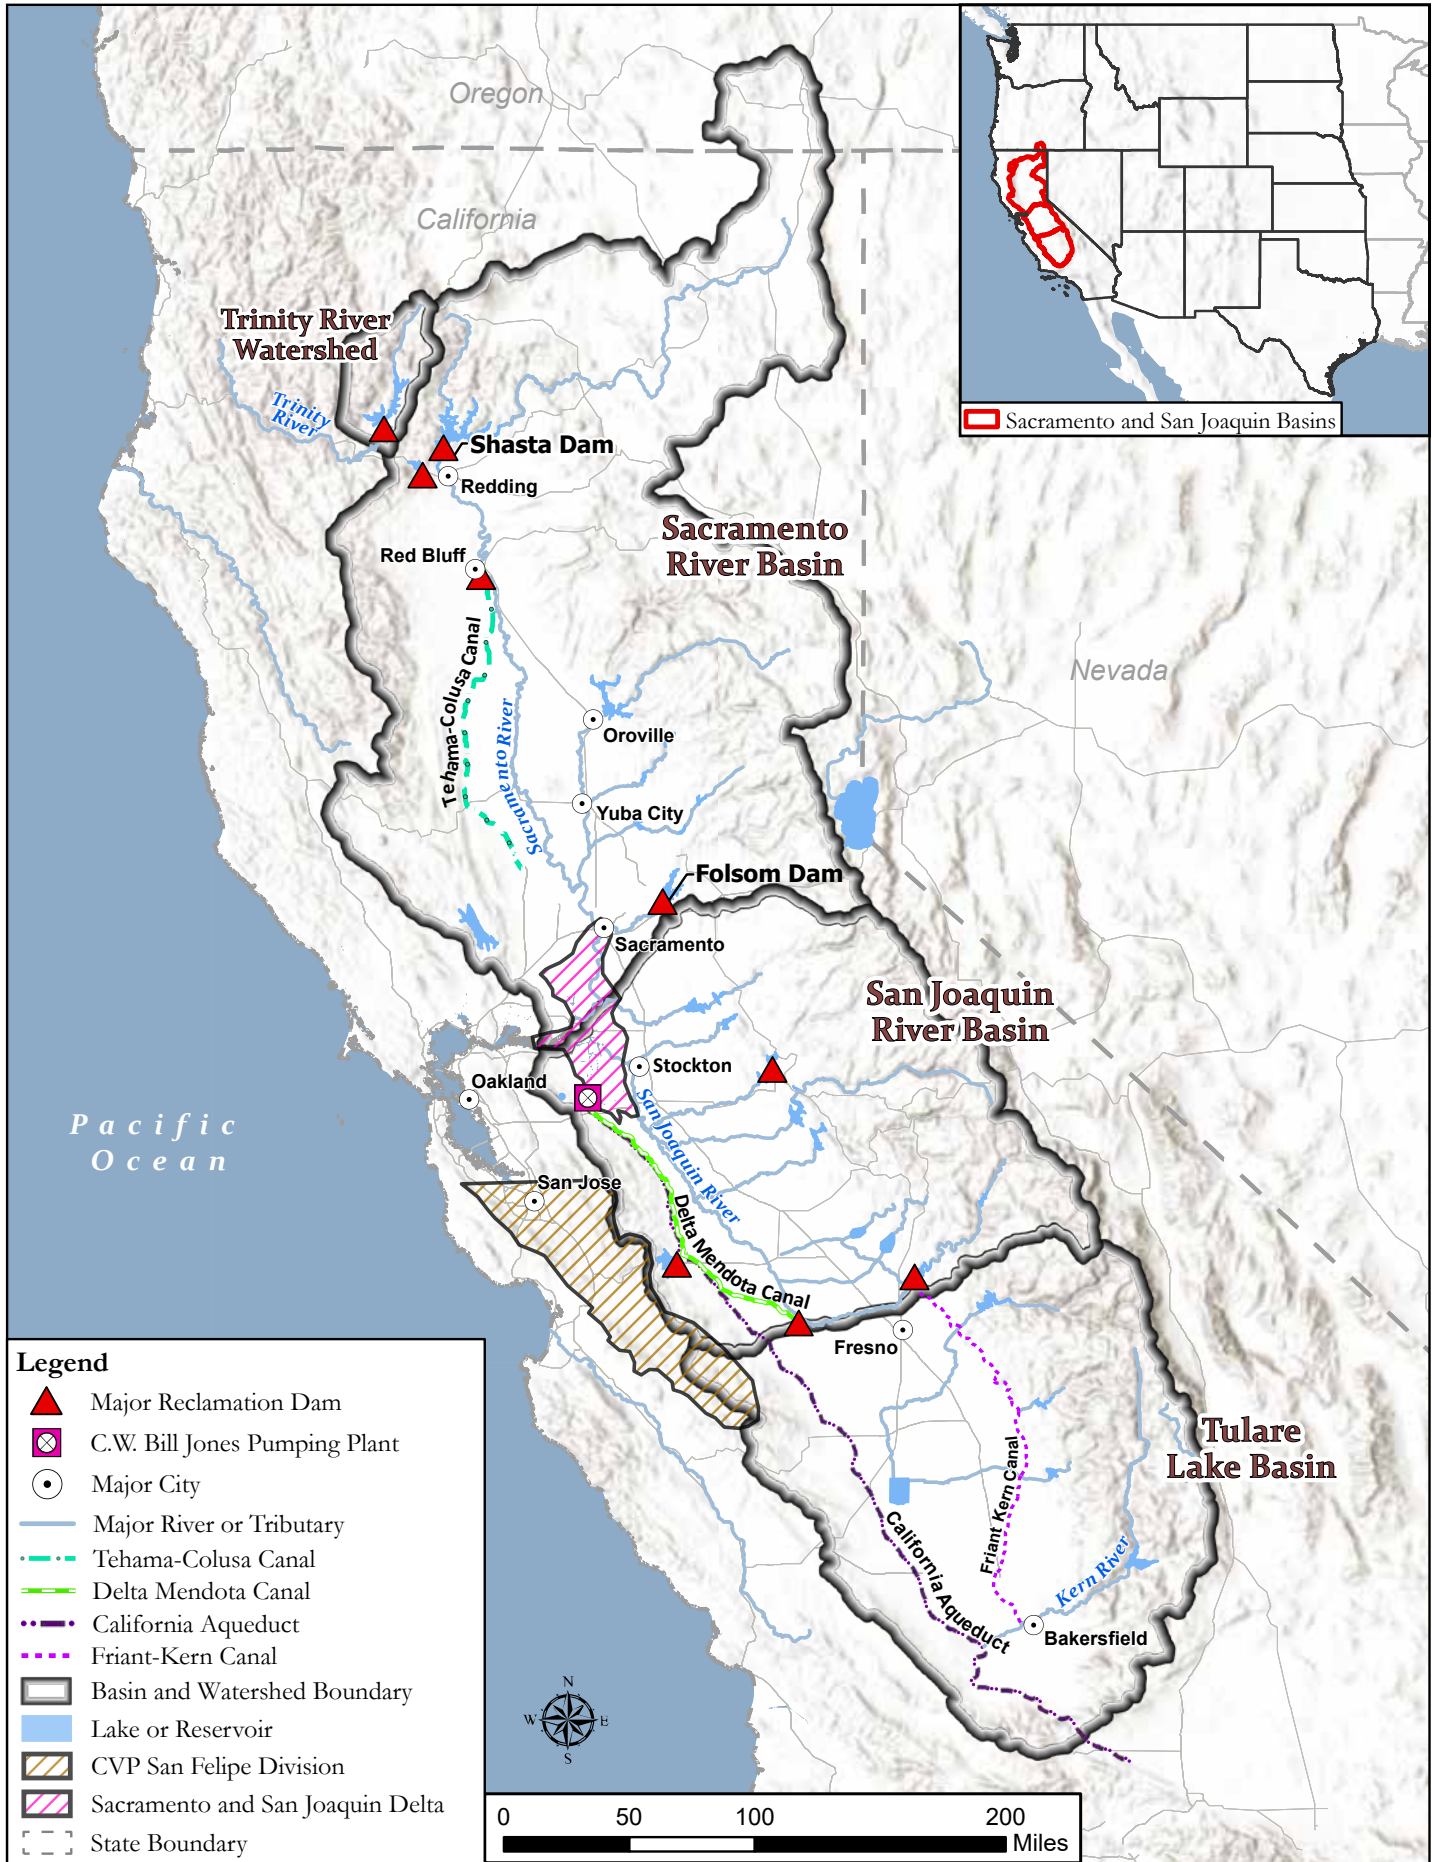 Oregon
California
Sacramento and San Joaquin Basins
Trinity River
Watershed
Trinity
River
Shasta Dam
Redding
Sacramento
River Basin
Red Bluff
Tehama-Colusa Canal
Sacramento River
Nevada
Oroville
Yuba City
Folsom Dam
Sacramento
San Joaquin
River Basin
Stockton
Oakland
San Joaquin River
Pacific
Ocean
San Jose
Delta Mendota Canal
Fresno
Tulare
Lake Basin
Friant Kern Canal
California Aqueduct
Kern River
Bakersfield
Legend
Major Reclamation Dam
C.W. Bill Jones Pumping Plant
Major City
Major River or Tributary
Tehama-Colusa Canal
Delta Mendota Canal
California Aqueduct
Friant-Kern Canal
Basin and Watershed Boundary
Lake or Reservoir
CVP San Felipe Division
Sacramento and San Joaquin Delta
State Boundary
N
W E
S
0 50 100 200
Miles